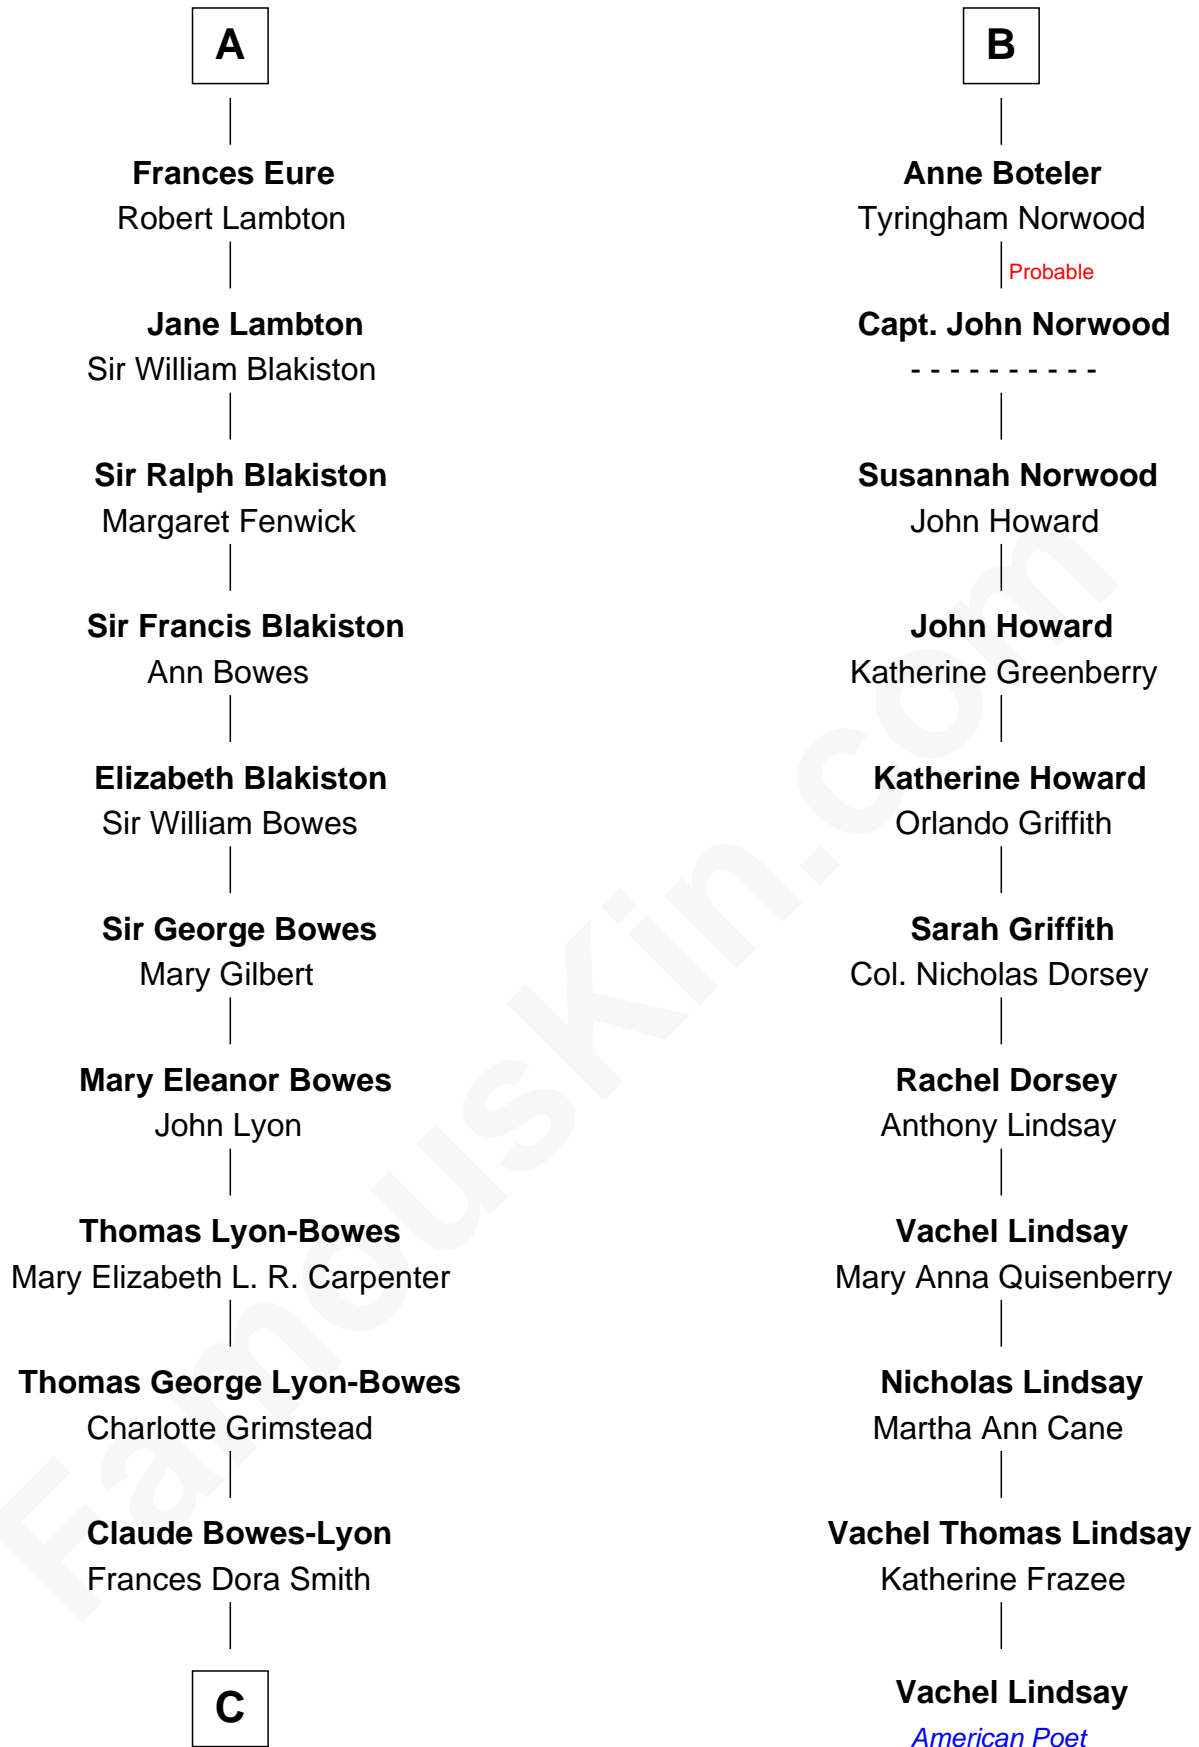 A
Frances Eure
Robert Lambton
Jane Lambton
Sir William Blakiston
Sir Ralph Blakiston
Margaret Fenwick
Sir Francis Blakiston
Ann Bowes
Elizabeth Blakiston
Sir William Bowes
Sir George Bowes
Mary Gilbert
Mary Eleanor Bowes
John Lyon
Thomas Lyon-Bowes
Mary Elizabeth L. R. Carpenter
Thomas George Lyon-Bowes
Charlotte Grimstead
Claude Bowes-Lyon
Frances Dora Smith
C
B
Anne Boteler
Tyringham Norwood
Probable
Capt. John Norwood
- - - - - - - - - -
Susannah Norwood
John Howard
John Howard
Katherine Greenberry
Katherine Howard
Orlando Griffith
Sarah Griffith
Col. Nicholas Dorsey
Rachel Dorsey
Anthony Lindsay
Vachel Lindsay
Mary Anna Quisenberry
Nicholas Lindsay
Martha Ann Cane
Vachel Thomas Lindsay
Katherine Frazee
Vachel Lindsay
American Poet
FamousKin.com